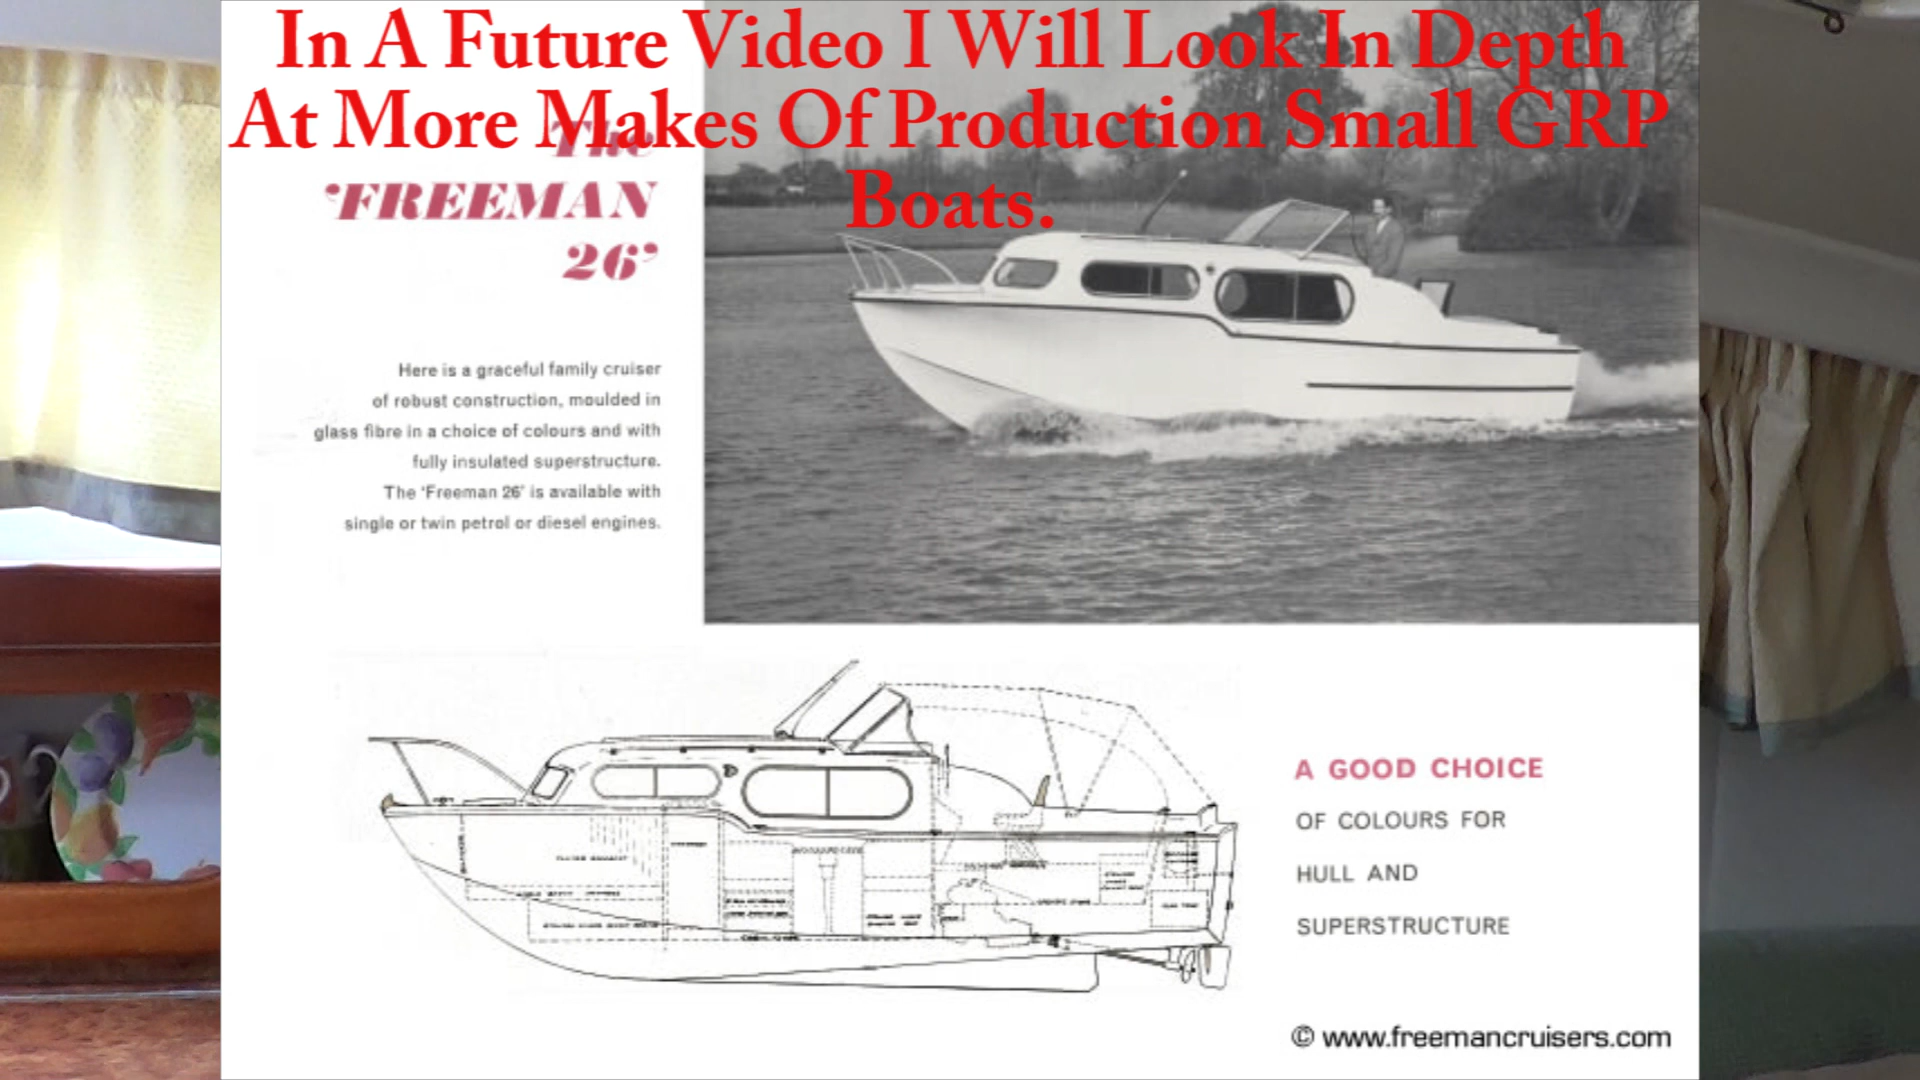 In A Future Video I Will Look In Depth
At More Makes Of Production Small GRP
Boats.
The
‘FREEMAN
26’
Here is a graceful family cruiser
of robust construction, moulded in
glass fibre in a choice of colours and with
fully insulated superstructure.
The ‘Freeman 26’ is available with
single or twin petrol or diesel engines.
A GOOD CHOICE
OF COLOURS FOR
HULL AND
SUPERSTRUCTURE
© www.freemancruisers.com